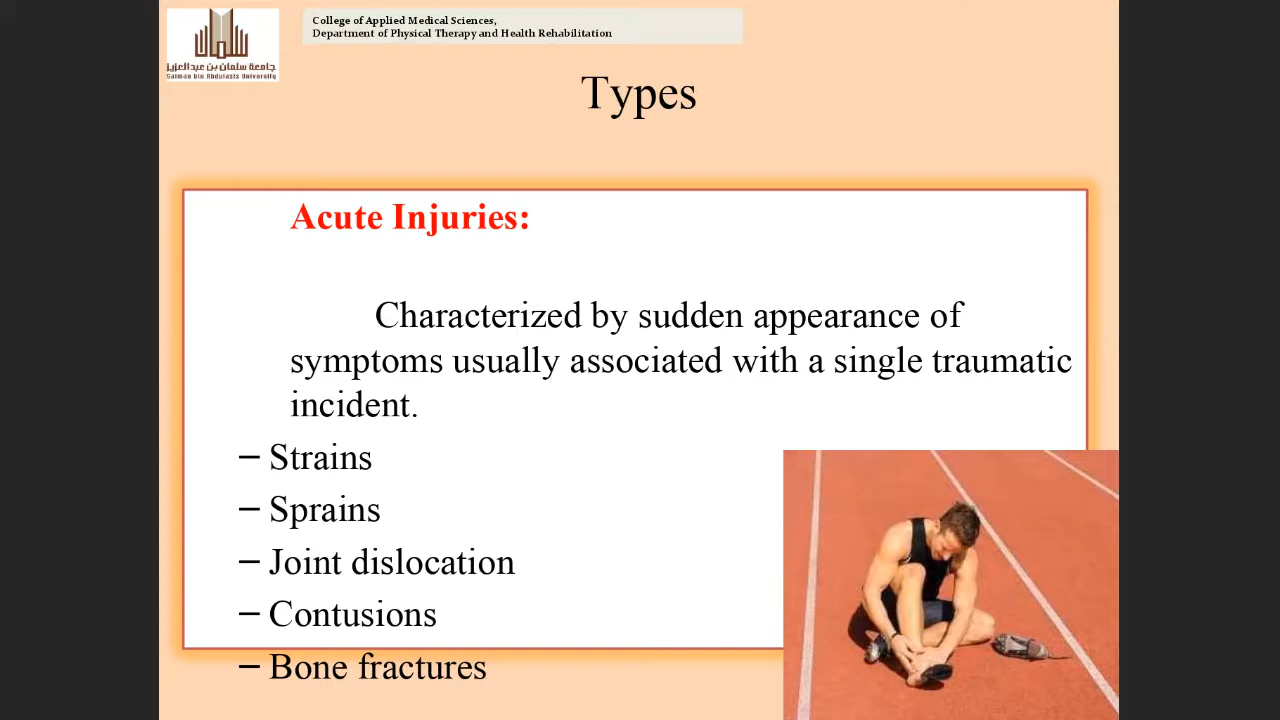 جامعة سلمان بن عبدالعزيز
Salman bin Abdulaziz University
College of Applied Medical Sciences,
Department of Physical Therapy and Health Rehabilitation
Types
Acute Injuries:
Characterized by sudden appearance of
symptoms usually associated with a single traumatic
incident.
– Strains
– Sprains
– Joint dislocation
– Contusions
– Bone fractures